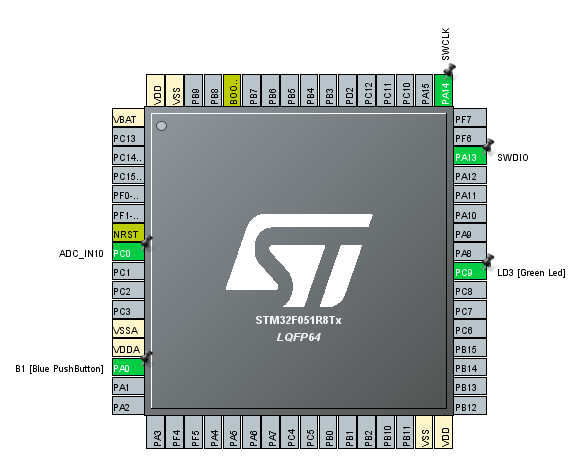 SWCLK
VDD
VSS
PB9
PB8
BOO..
PB7
PB6
PB5
PB4
PB3
PD2
PC12
PC11
PC10
PA15
PA14
VBAT
PC13
PC14..
PC15..
PF0-..
PF1-..
NRST
ADC_IN10
PC0
PC1
PC2
PC3
VSSA
VDDA
B1 [Blue PushButton]
PA0
PA1
PA2
ST
STM32F051R8Tx
LQFP64
PF7
PF6
PA13
SWDIO
PA12
PA11
PA10
PA9
PA8
PC9
LD3 [Green Led]
PC8
PC7
PC6
PB15
PB14
PB13
PB12
PA3
PF4
PF5
PA4
PA5
PA6
PA7
PC4
PC5
PB0
PB1
PB2
PB10
PB11
VSS
VDD